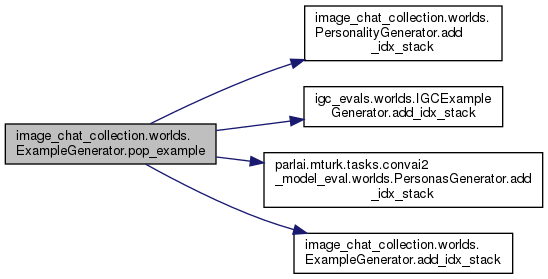 image_chat_collection.worlds.
PersonalityGenerator.add
_idx_stack
igc_evals.worlds.IGCExample
Generator.add_idx_stack
image_chat_collection.worlds.
ExampleGenerator.pop_example
parlai.mturk.tasks.convai2
_model_eval.worlds.PersonasGenerator.add
_idx_stack
image_chat_collection.worlds.
ExampleGenerator.add_idx_stack